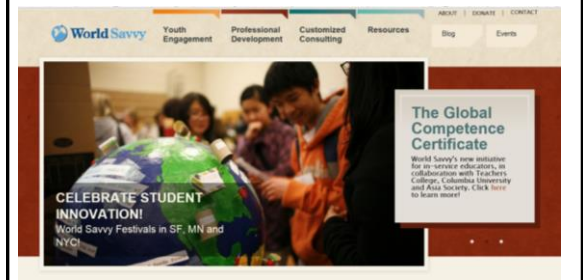 ABOUT | DONATE | CONTACT
World Savvy
Youth Engagement
Professional Development
Customized Consulting
Resources
Blog
Events
The Global
Competence
Certificate
World Savvy's new initiative
for in-service educators, in
collaboration with Teachers
College, Columbia University
and Asia Society. Click here
to learn more!
CELEBRATE STUDENT
INNOVATION!
World Savvy Festivals in SF, MN and
NYC!